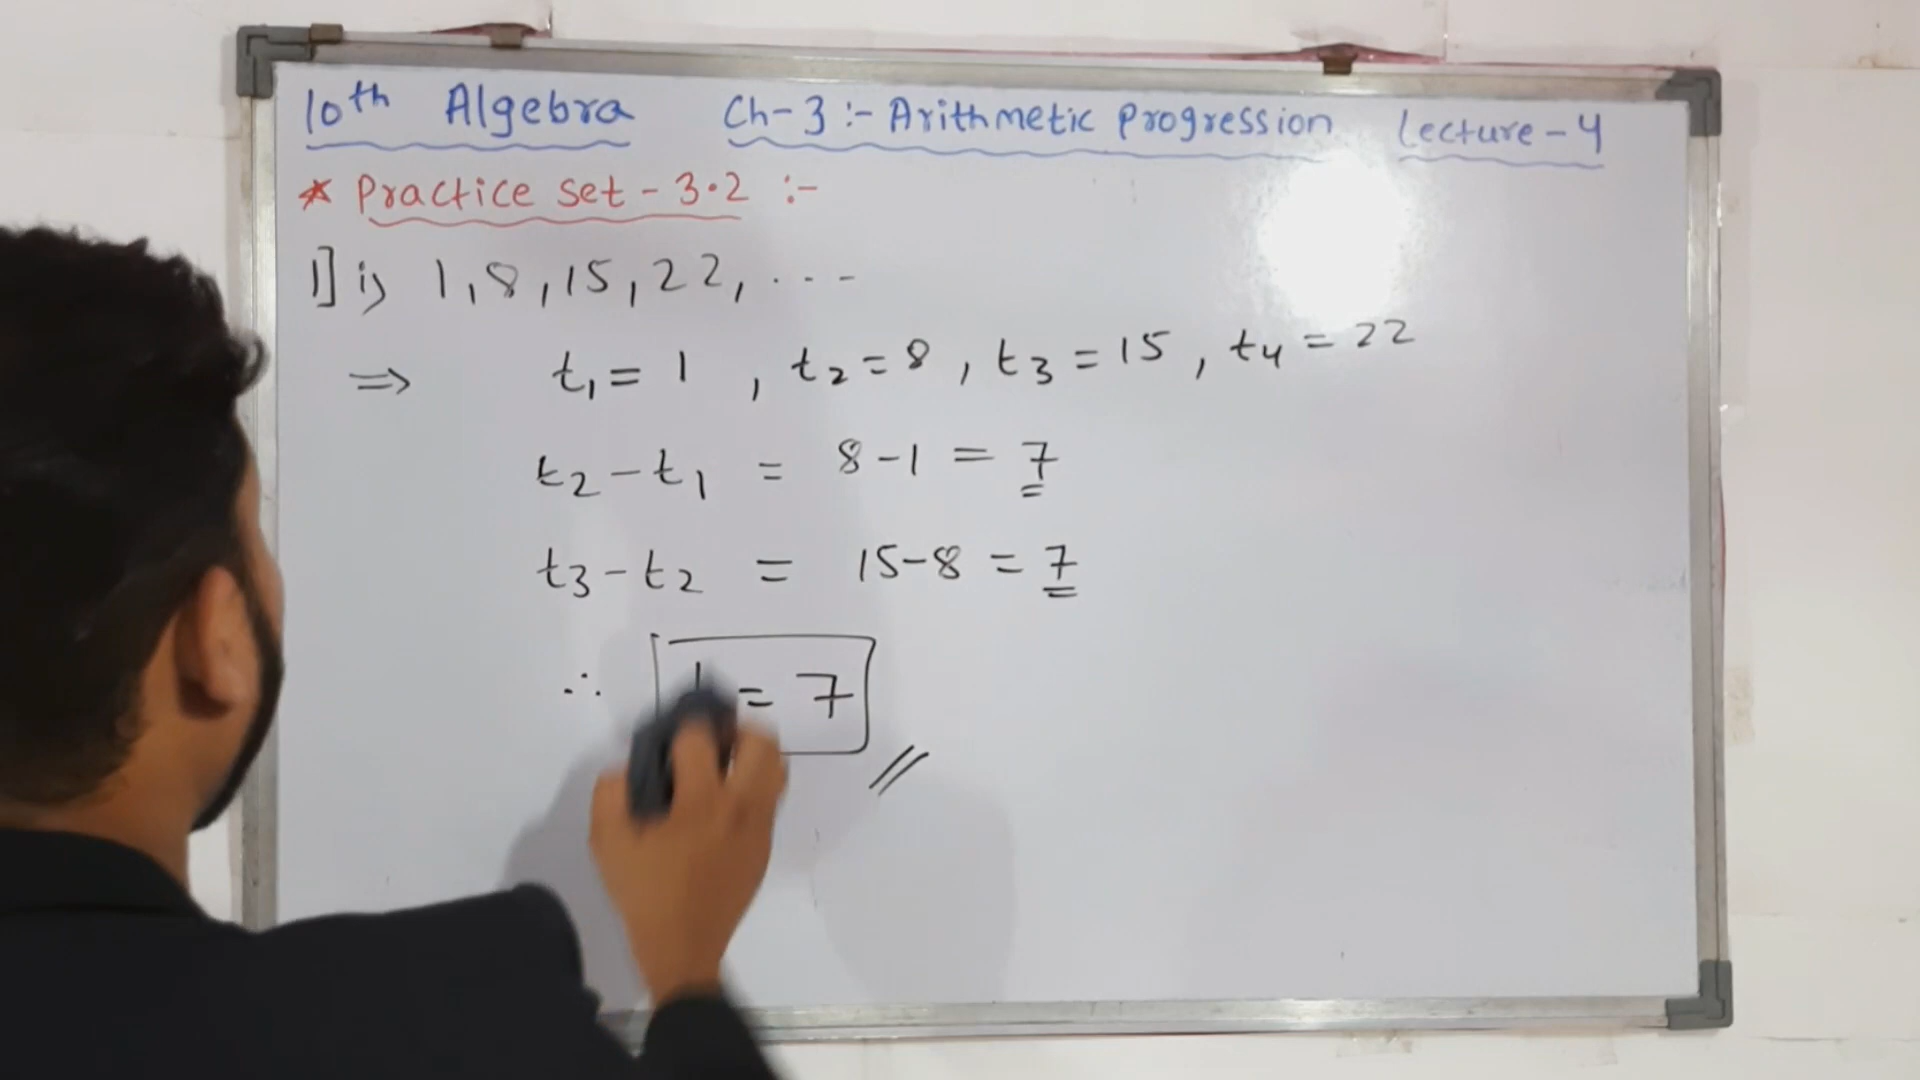 10th Algebra Ch-3 :- Arithmetic Progression Lecture-4
* Practice set - 3.2 :-
1] i) 1, 8, 15, 22, ....
⇒ t₁ = 1 , t₂ = 8 , t₃ = 15 , t₄ = 22
t₂ - t₁ = 8 - 1 = 7
t₃ - t₂ = 15 - 8 = 7
∴ = 7 //